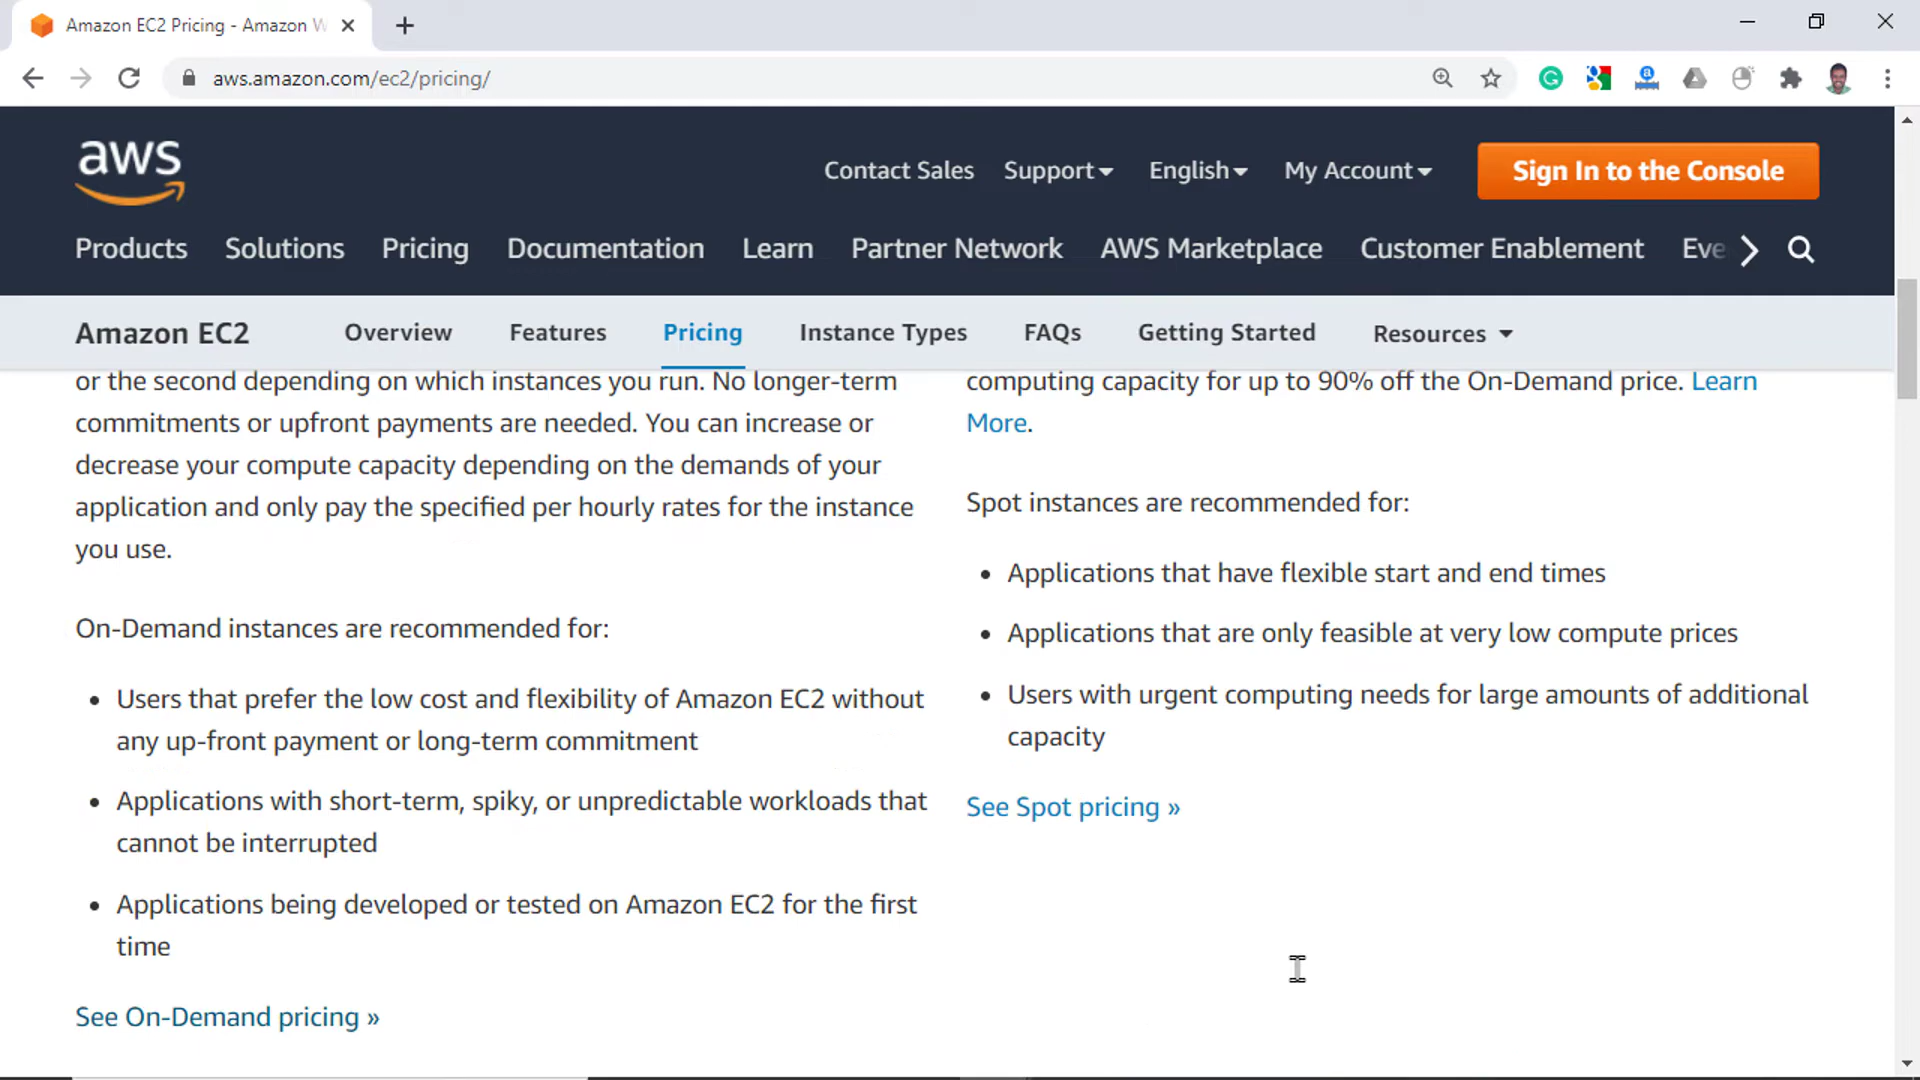 Amazon EC2 Pricing - Amazon W
aws.amazon.com/ec2/pricing/
aws
Contact Sales Support English My Account Sign In to the Console
Products Solutions Pricing Documentation Learn Partner Network AWS Marketplace Customer Enablement Eve
Amazon EC2 Overview Features Pricing Instance Types FAQs Getting Started Resources
or the second depending on which instances you run. No longer-term
commitments or upfront payments are needed. You can increase or
decrease your compute capacity depending on the demands of your
application and only pay the specified per hourly rates for the instance
you use.
On-Demand instances are recommended for:
• Users that prefer the low cost and flexibility of Amazon EC2 without
any up-front payment or long-term commitment
• Applications with short-term, spiky, or unpredictable workloads that
cannot be interrupted
• Applications being developed or tested on Amazon EC2 for the first
time
See On-Demand pricing »
computing capacity for up to 90% off the On-Demand price. Learn
More.
Spot instances are recommended for:
• Applications that have flexible start and end times
• Applications that are only feasible at very low compute prices
• Users with urgent computing needs for large amounts of additional
capacity
See Spot pricing »